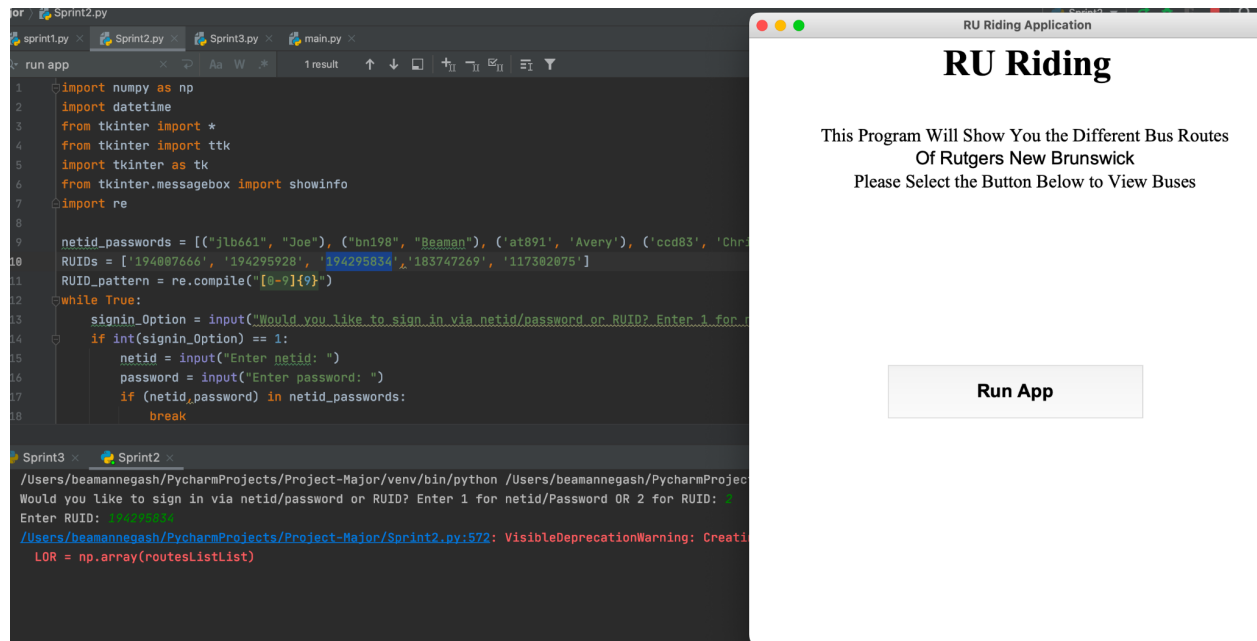 jor Sprint2.py
sprint1.py Sprint2.py Sprint3.py main.py
run app Aa W .* 1 result
1 import numpy as np
2 import datetime
3 from tkinter import *
4 from tkinter import ttk
5 import tkinter as tk
6 from tkinter.messagebox import showinfo
7 import re
8
9 netid_passwords = [("jlb661", "Joe"), ("bn198", "Beaman"), ('at891', 'Avery'), ('ccd83', 'Chri
10 RUIDs = ['194007666', '194295928', '194295834','183747269', '117302075']
11 RUID_pattern = re.compile("[0-9]{9}")
12 while True:
13 signin_Option = input("Would you like to sign in via netid/password or RUID? Enter 1 for n
14 if int(signin_Option) == 1:
15 netid = input("Enter netid: ")
16 password = input("Enter password: ")
17 if (netid,password) in netid_passwords:
18 break
Sprint3 Sprint2
/Users/beamannegash/PycharmProjects/Project-Major/venv/bin/python /Users/beamannegash/PycharmProjec
Would you like to sign in via netid/password or RUID? Enter 1 for netid/Password OR 2 for RUID: 2
Enter RUID: 194295834
/Users/beamannegash/PycharmProjects/Project-Major/Sprint2.py:572: VisibleDeprecationWarning: Creati
LOR = np.array(routesListList)
RU Riding Application
RU Riding
This Program Will Show You the Different Bus Routes
Of Rutgers New Brunswick
Please Select the Button Below to View Buses
Run App